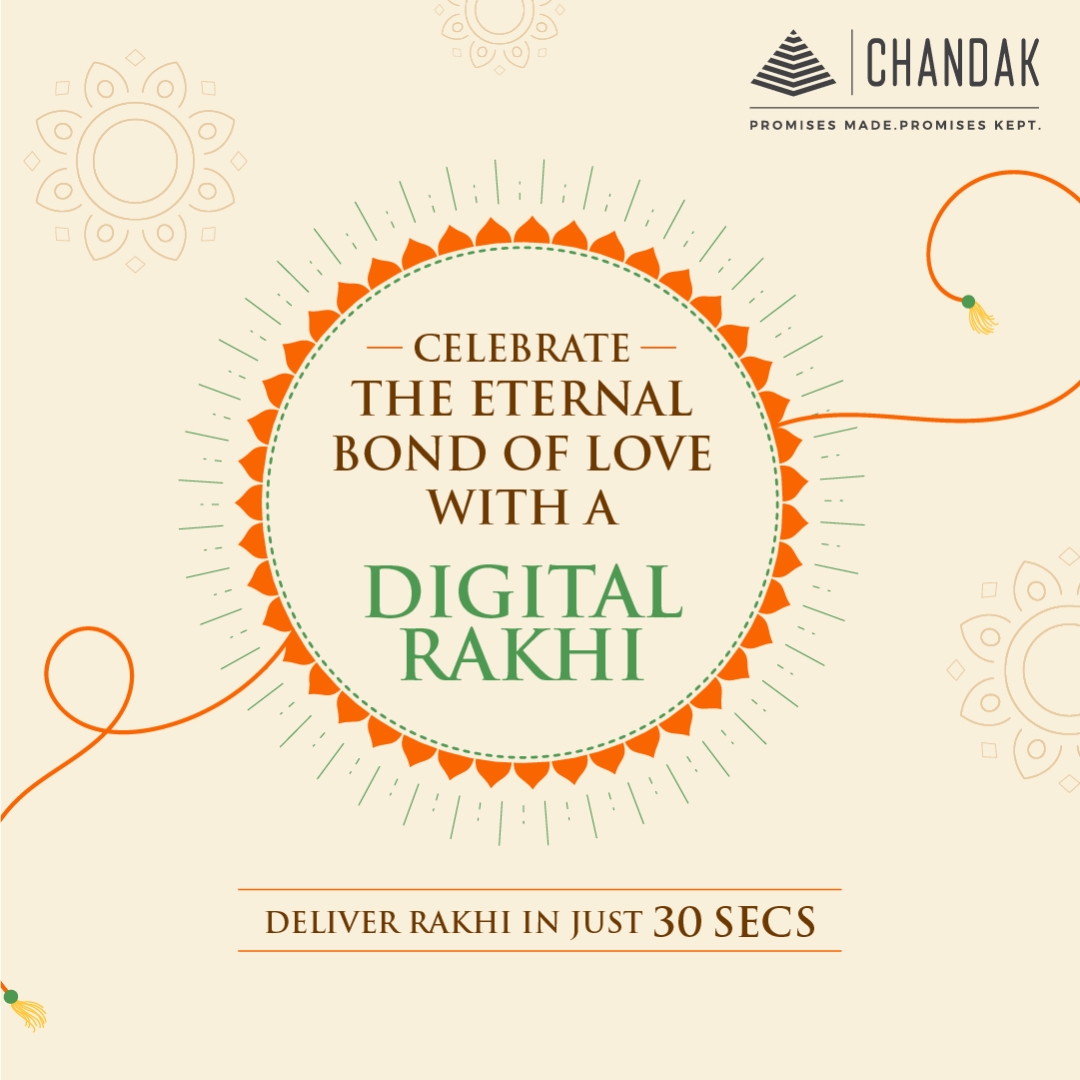 CHANDAK
PROMISES MADE.PROMISES KEPT.
CELEBRATE
THE ETERNAL
BOND OF LOVE
WITH A
DIGITAL
RAKHI
DELIVER RAKHI IN JUST 30 SECS